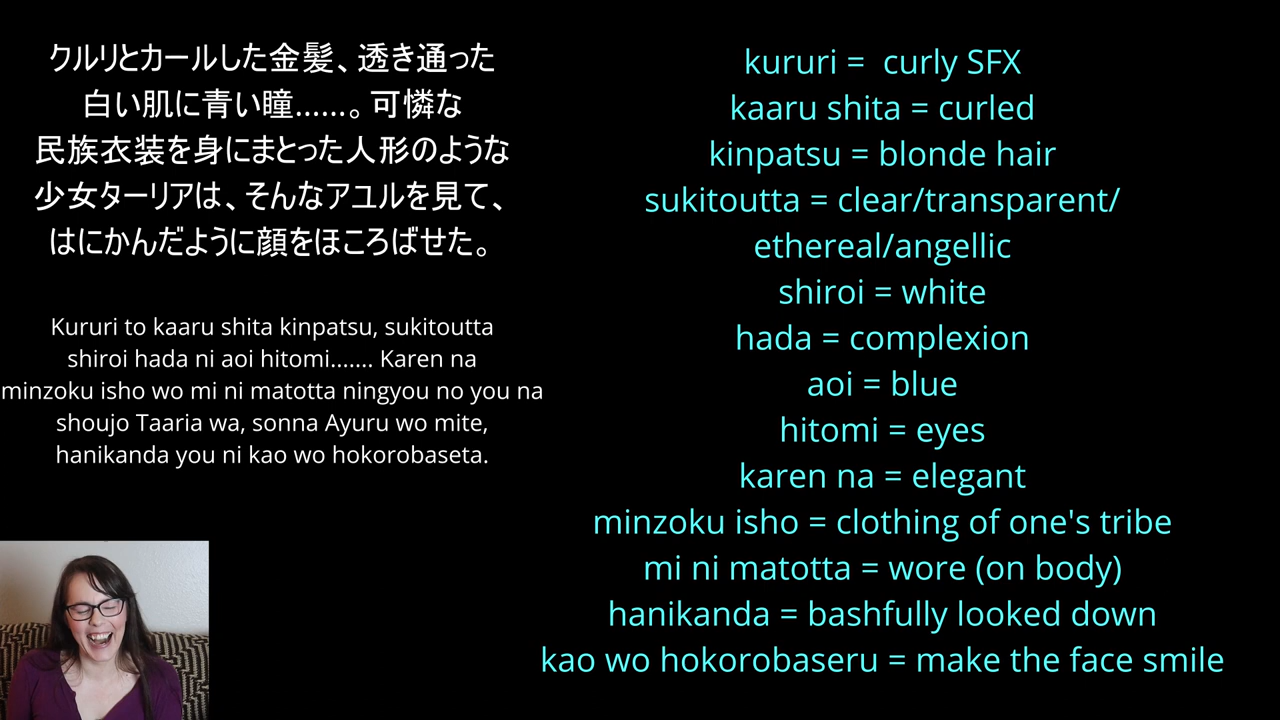 クルリとカールした金髪、透き通った
白い肌に青い瞳......。可憐な
民族衣装を身にまとった人形のような
少女ターリアは、そんなアユルを見て、
はにかんだように顔をほころばせた。
Kururi to kaaru shita kinpatsu, sukitoutta
shiroi hada ni aoi hitomi....... Karen na
minzoku isho wo mi ni matotta ningyou no you na
shoujo Taaria wa, sonna Ayuru wo mite,
hanikanda you ni kao wo hokorobaseta.
kururi = curly SFX
kaaru shita = curled
kinpatsu = blonde hair
sukitoutta = clear/transparent/
ethereal/angellic
shiroi = white
hada = complexion
aoi = blue
hitomi = eyes
karen na = elegant
minzoku isho = clothing of one's tribe
mi ni matotta = wore (on body)
hanikanda = bashfully looked down
kao wo hokorobaseru = make the face smile